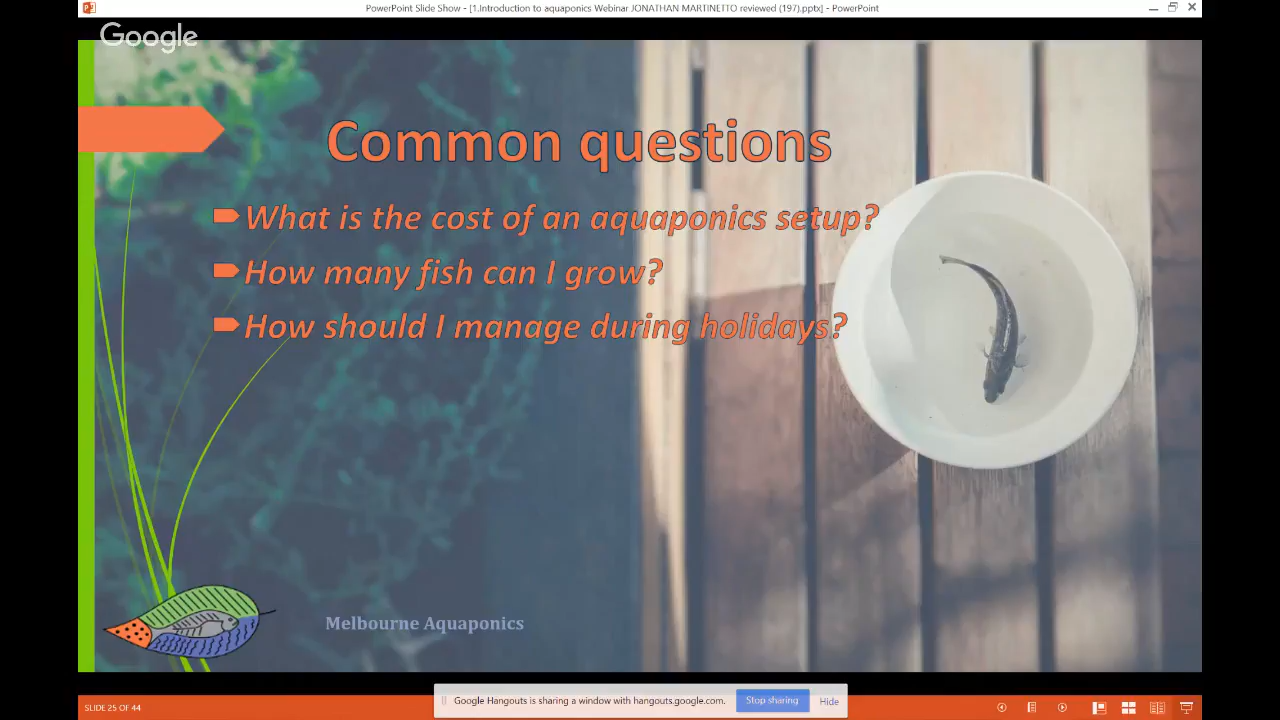 PowerPoint Slide Show - [1.Introduction to aquaponics Webinar JONATHAN MARTINETTO reviewed (197).pptx] - PowerPoint
Google
Common questions
What is the cost of an aquaponics setup?
How many fish can I grow?
How should I manage during holidays?
Melbourne Aquaponics
Google Hangouts is sharing a window with hangouts.google.com.
Stop sharing
Hide
SLIDE 25 OF 44